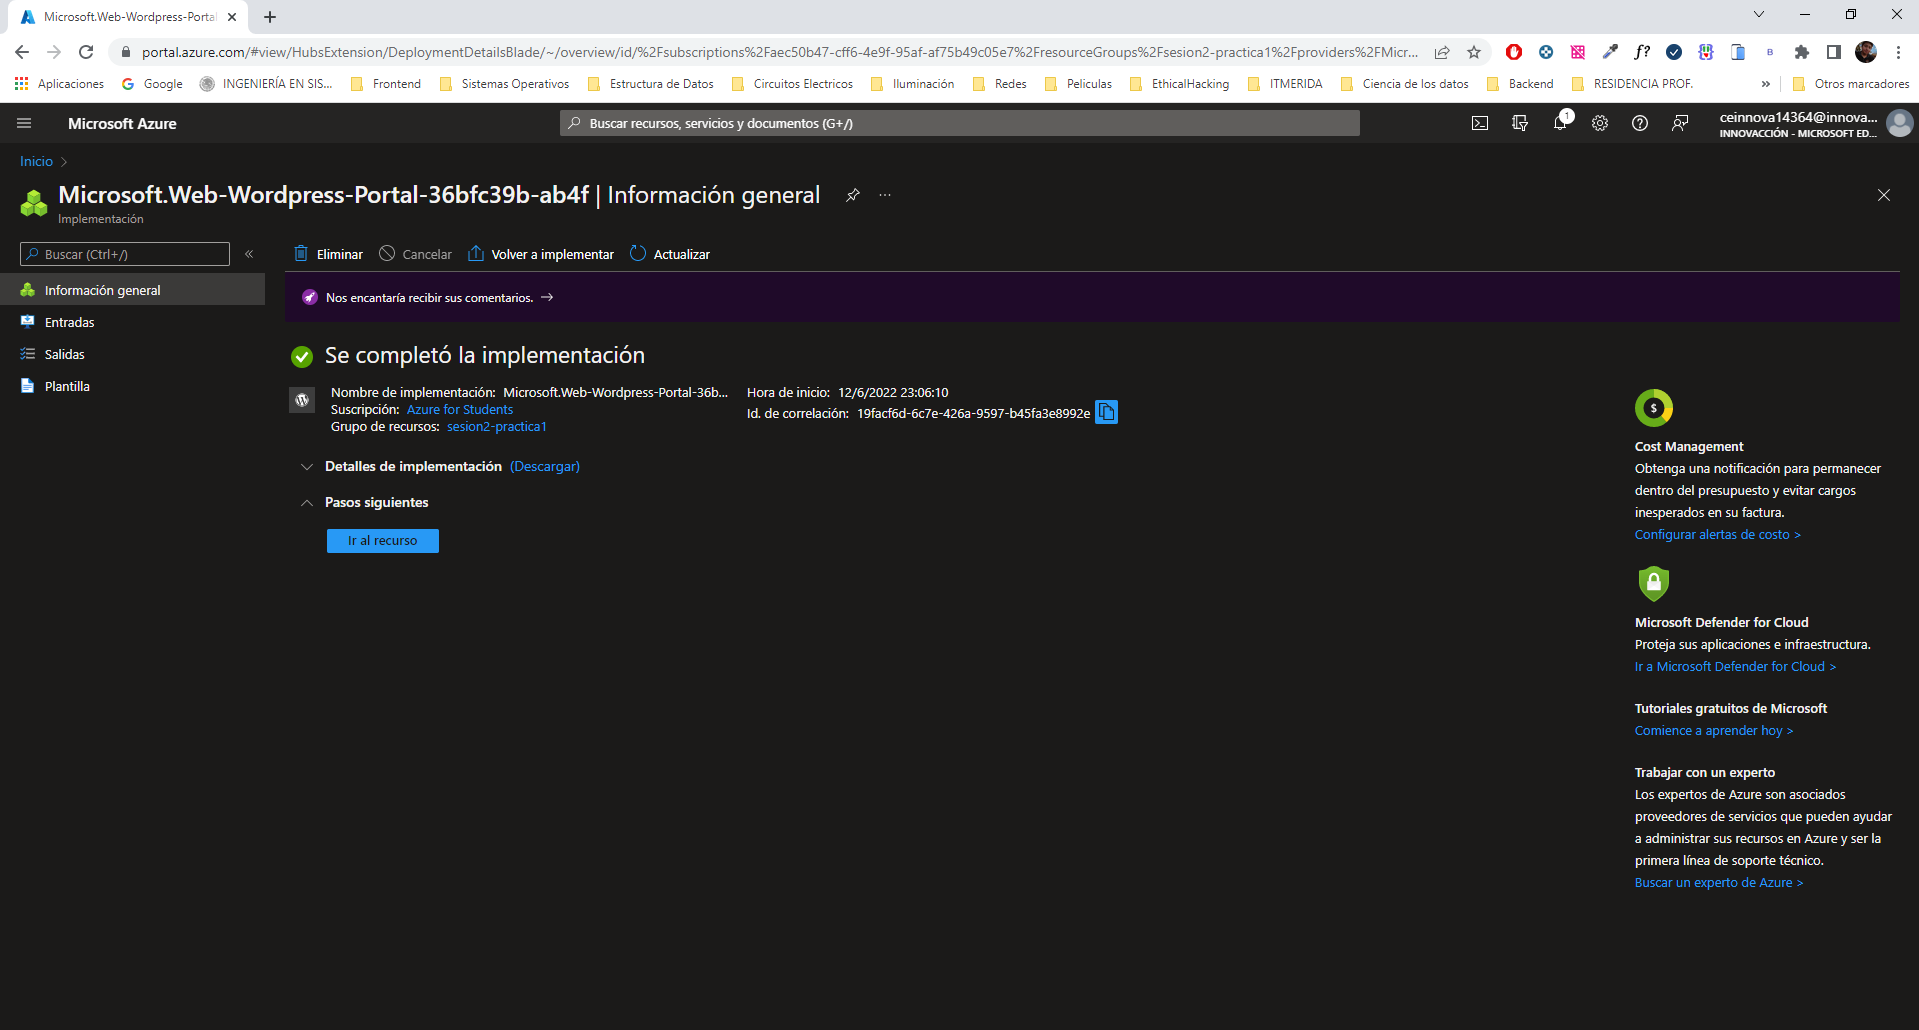 Microsoft.Web-Wordpress-Portal
portal.azure.com/#view/HubsExtension/DeploymentDetailsBlade/~/overview/id/%2Fsubscriptions%2Faec50b47-cff6-4e9f-95af-af75b49c05e7%2FresourceGroups%2Fsesion2-practica1%2Fproviders%2FMicr...
f?
B
Aplicaciones
Google
INGENIERÍA EN SIS...
Frontend
Sistemas Operativos
Estructura de Datos
Circuitos Electricos
Iluminación
Redes
Peliculas
EthicalHacking
ITMERIDA
Ciencia de los datos
Backend
RESIDENCIA PROF.
»
Otros marcadores
Microsoft Azure
Buscar recursos, servicios y documentos (G+/)
1
ceinnova14364@innova...
INNOVACCIÓN - MICROSOFT ED...
Inicio >
Microsoft.Web-Wordpress-Portal-36bfc39b-ab4f | Información general
...
Implementación
Buscar (Ctrl+/)
«
Eliminar
Cancelar
Volver a implementar
Actualizar
Información general
Entradas
Salidas
Plantilla
Nos encantaría recibir sus comentarios. →
Se completó la implementación
Nombre de implementación: Microsoft.Web-Wordpress-Portal-36b...
Suscripción: Azure for Students
Grupo de recursos: sesion2-practica1
Hora de inicio: 12/6/2022 23:06:10
Id. de correlación: 19facf6d-6c7e-426a-9597-b45fa3e8992e
Detalles de implementación (Descargar)
Pasos siguientes
Ir al recurso
$
Cost Management
Obtenga una notificación para permanecer
dentro del presupuesto y evitar cargos
inesperados en su factura.
Configurar alertas de costo >
Microsoft Defender for Cloud
Proteja sus aplicaciones e infraestructura.
Ir a Microsoft Defender for Cloud >
Tutoriales gratuitos de Microsoft
Comience a aprender hoy >
Trabajar con un experto
Los expertos de Azure son asociados
proveedores de servicios que pueden ayudar
a administrar sus recursos en Azure y ser la
primera línea de soporte técnico.
Buscar un experto de Azure >